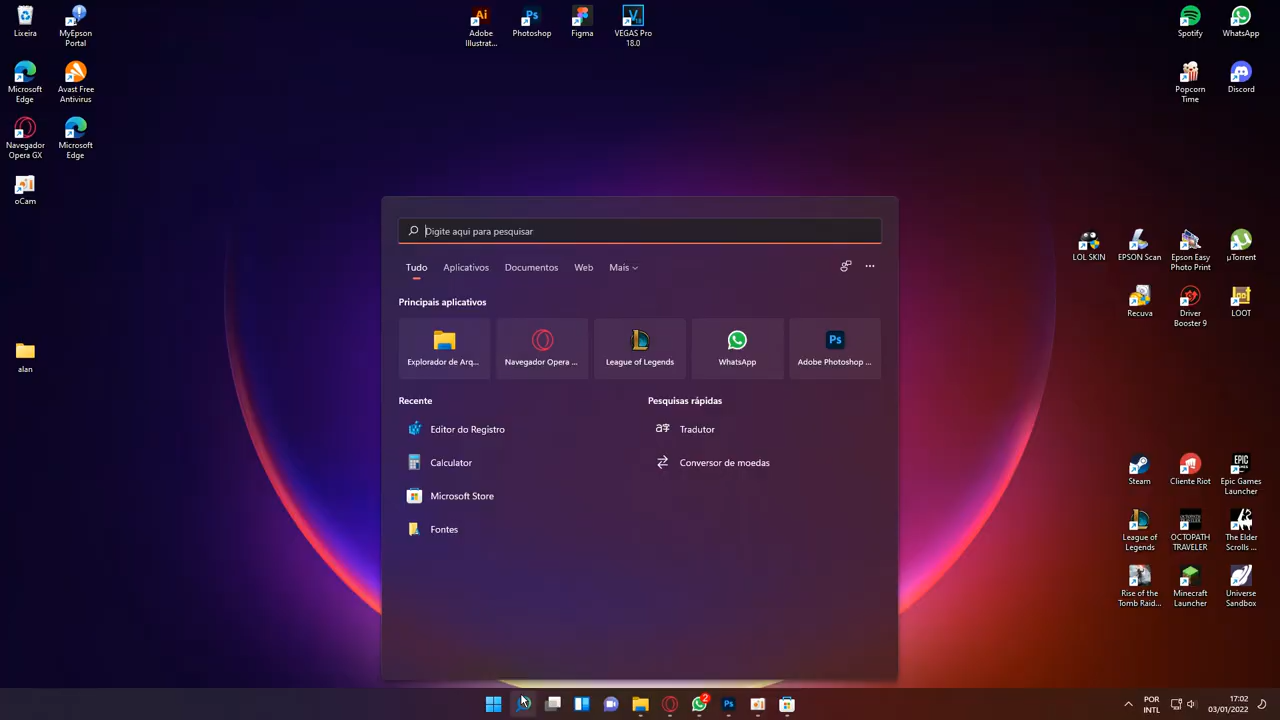 Lixeira
MyEpson
Portal
Adobe
Illustrat...
Photoshop
Figma
VEGAS Pro
18.0
Spotify
WhatsApp
Microsoft
Edge
Avast Free
Antivirus
Popcorn
Time
Discord
Navegador
Opera GX
Microsoft
Edge
oCam
Digite aqui para pesquisar
Tudo
Aplicativos
Documentos
Web
Mais
Principais aplicativos
Explorador de Arq...
Navegador Opera ...
League of Legends
WhatsApp
Adobe Photoshop ...
Recente
Pesquisas rápidas
Editor do Registro
Tradutor
Calculator
Conversor de moedas
Microsoft Store
Fontes
alan
LOL SKIN
EPSON Scan
Epson Easy
Photo Print
µTorrent
Recuva
Driver
Booster 9
LOOT
Steam
Cliente Riot
Epic Games
Launcher
League of
Legends
OCTOPATH
TRAVELER
The Elder
Scrolls ...
Rise of the
Tomb Raid...
Minecraft
Launcher
Universe
Sandbox
2
POR
INTL
17:02
03/01/2022